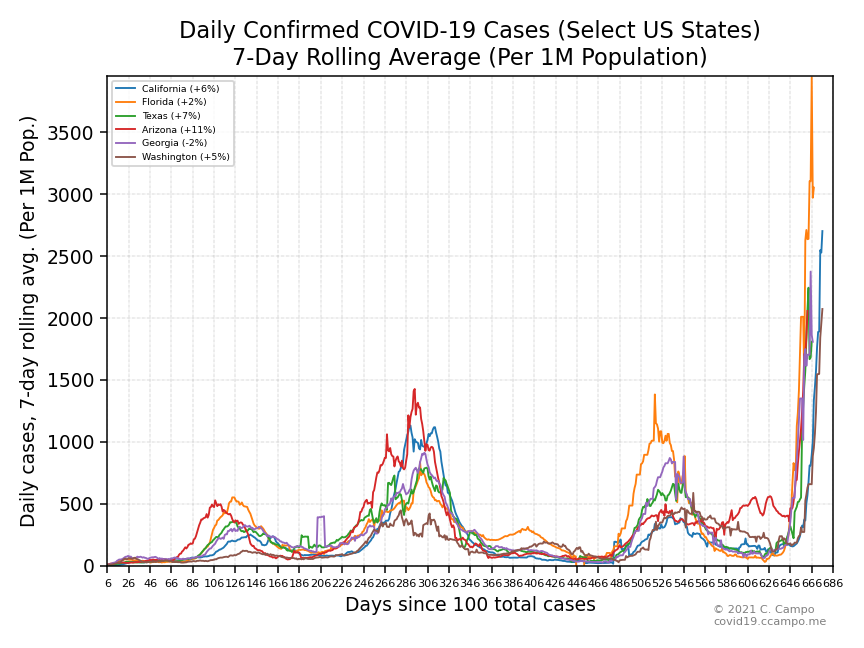 Daily Confirmed COVID-19 Cases (Select US States)
7-Day Rolling Average (Per 1M Population)
California (+6%)
Florida (+2%)
Texas (+7%)
Arizona (+11%)
Georgia (-2%)
Washington (+5%)
Daily cases, 7-day rolling avg. (Per 1M Pop.)
3500
3000
2500
2000
1500
1000
500
0
6 26 46 66 86 106 126 146 166 186 206 226 246 266 286 306 326 346 366 386 406 426 446 466 486 506 526 546 566 586 606 626 646 666 686
Days since 100 total cases
© 2021 C. Campo
covid19.ccampo.me